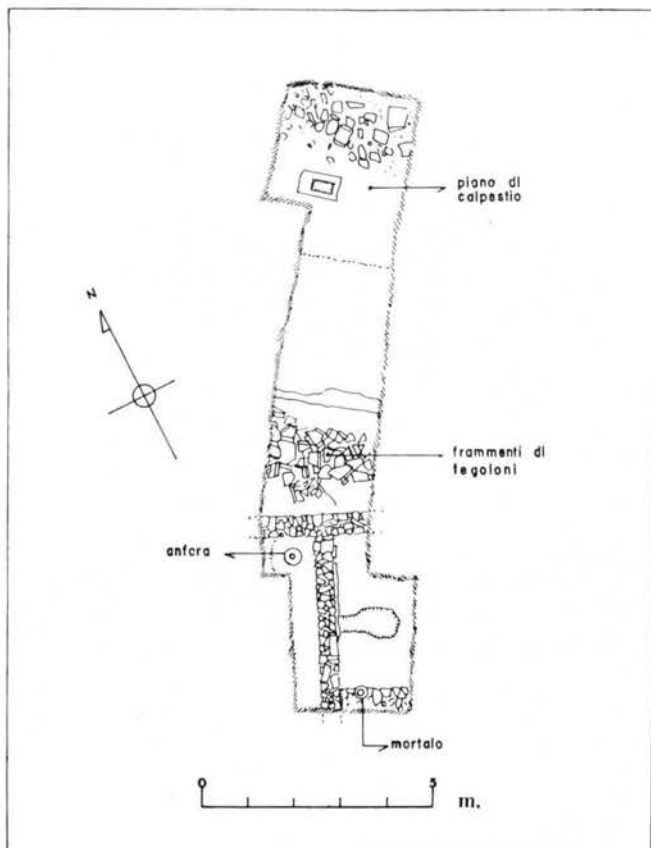 piano di
calpestio
N
frammenti di
tegoloni
anfora
mortaio
0 5
m.